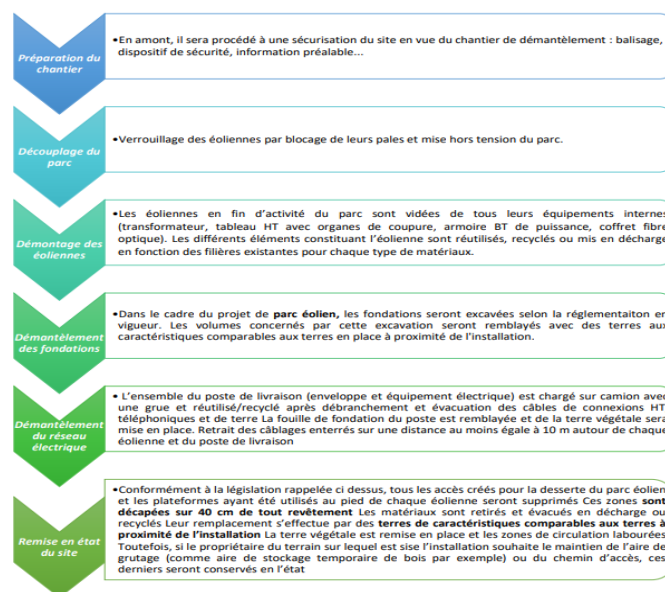 Préparation du
chantier
•En amont, il sera procédé à une sécurisation du site en vue du chantier de démantèlement : balisage,
dispositif de sécurité, information préalable...
Découplage du
parc
•Verrouillage des éoliennes par blocage de leurs pales et mise hors tension du parc.
Démontage des
éoliennes
•Les éoliennes en fin d’activité du parc sont vidées de tous leurs équipements internes
(transformateur, tableau HT avec organes de coupure, armoire BT de puissance, coffret fibre
optique). Les différents éléments constituant l’éolienne sont réutilisés, recyclés ou mis en décharge
en fonction des filières existantes pour chaque type de matériaux.
Démantèlement
des fondations
•Dans le cadre du projet de parc éolien, les fondations seront excavées selon la réglementaiton en
vigueur. Les volumes concernés par cette excavation seront remblayés avec des terres aux
caractéristiques comparables aux terres en place à proximité de l’installation.
Démantèlement
du réseau
électrique
• L’ensemble du poste de livraison (enveloppe et équipement électrique) est chargé sur camion avec
une grue et réutilisé/recyclé après débranchement et évacuation des câbles de connexions HT,
téléphoniques et de terre La fouille de fondation du poste est remblayée et de la terre végétale sera
mise en place. Retrait des câblages enterrés sur une distance au moins égale à 10 m autour de chaque
éolienne et du poste de livraison
Remise en état
du site
•Conformément à la législation rappelée ci dessus, tous les accès créés pour la desserte du parc éolien
et les plateformes ayant été utilisés au pied de chaque éolienne seront supprimés Ces zones sont
décapées sur 40 cm de tout revêtement Les matériaux sont retirés et évacués en décharge ou
recyclés Leur remplacement s’effectue par des terres de caractéristiques comparables aux terres à
proximité de l’installation La terre végétale est remise en place et les zones de circulation labourées
Toutefois, si le propriétaire du terrain sur lequel est sise l’installation souhaite le maintien de l’aire de
grutage (comme aire de stockage temporaire de bois par exemple) ou du chemin d’accès, ces
derniers seront conservés en l’état